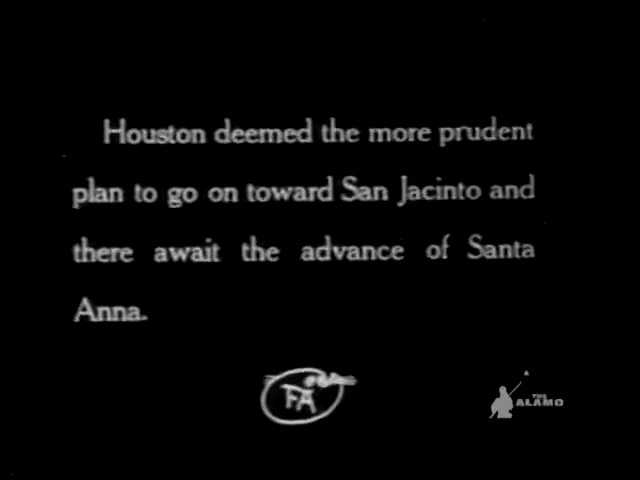 Houston deemed the more prudent
plan to go on toward San Jacinto and
there await the advance of Santa
Anna.
FA
THE
ALAMO